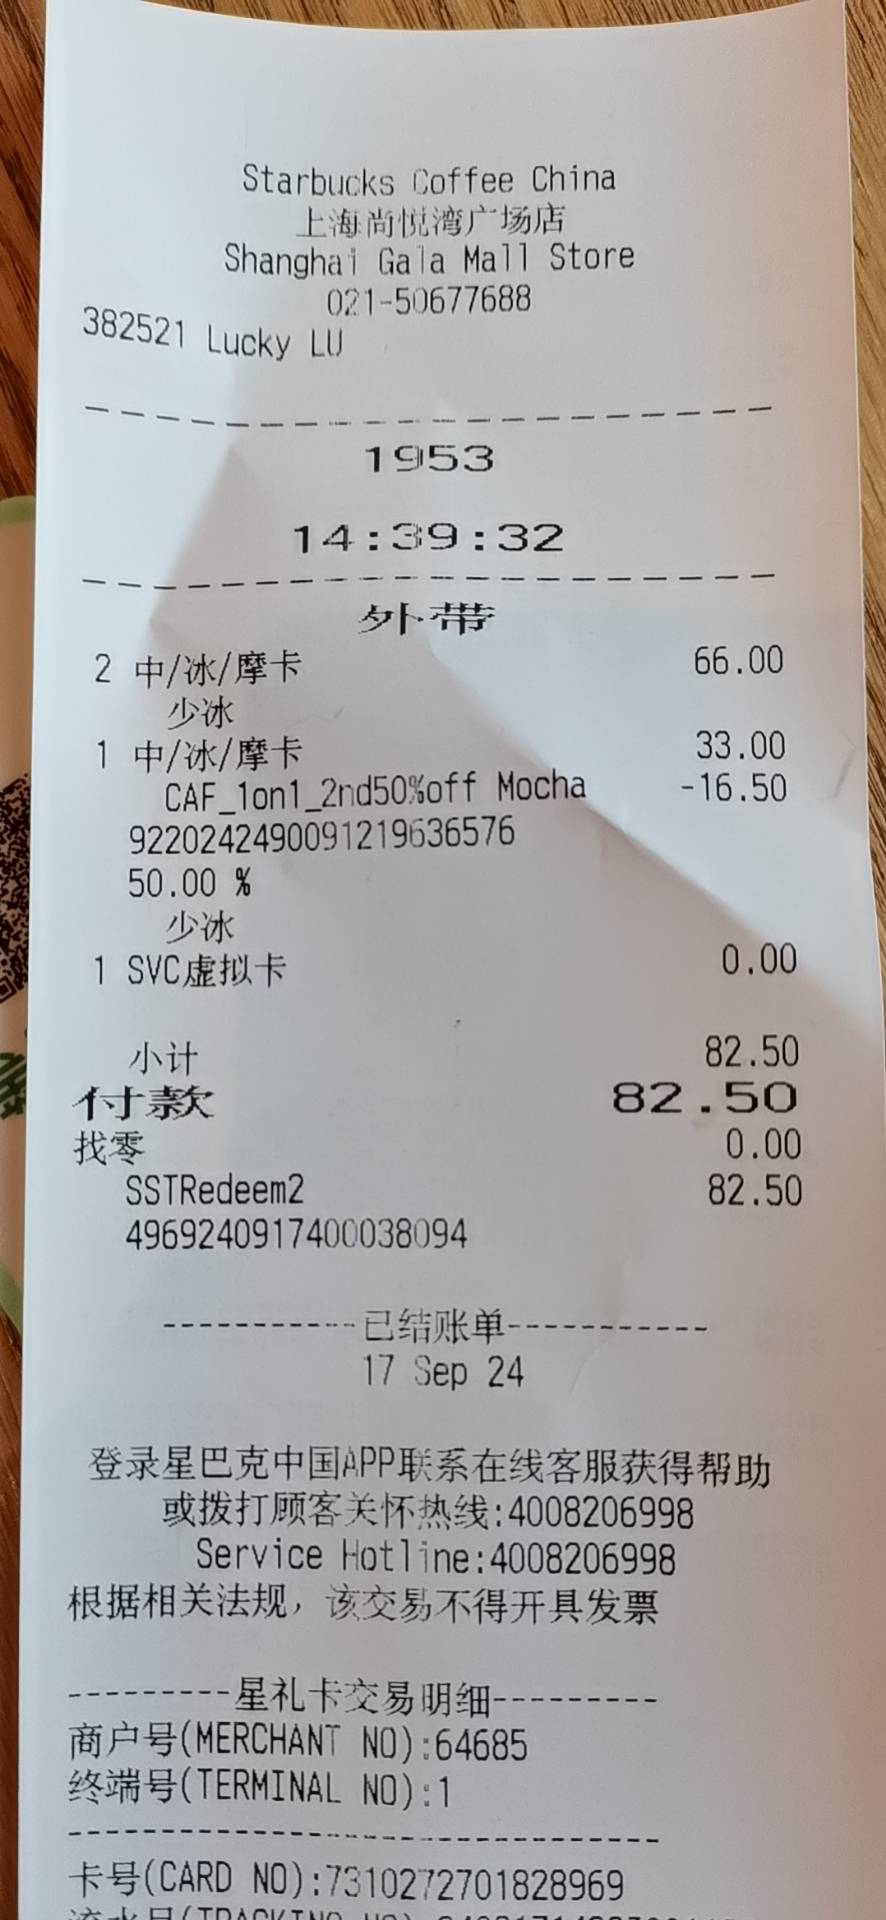 Starbucks Coffee China
上海尚悦湾广场店
Shanghai Gala Mall Store
021-50677688
382521 Lucky LU
1953
14:39:32
外带
2 中/冰/摩卡 66.00
少冰
1 中/冰/摩卡 33.00
CAF_1on1_2nd50%off Mocha -16.50
9220242490091219636576
50.00 %
少冰
1 SVC虚拟卡 0.00
小计 82.50
付款 82.50
找零 0.00
SSTRedeem2 82.50
4969240917400038094
-----------已结账单-----------
17 Sep 24
登录星巴克中国APP联系在线客服获得帮助
或拨打顾客关怀热线:4008206998
Service Hotline:4008206998
根据相关法规，该交易不得开具发票
---------星礼卡交易明细---------
商户号(MERCHANT NO):64685
终端号(TERMINAL NO):1
卡号(CARD NO):7310272701828969